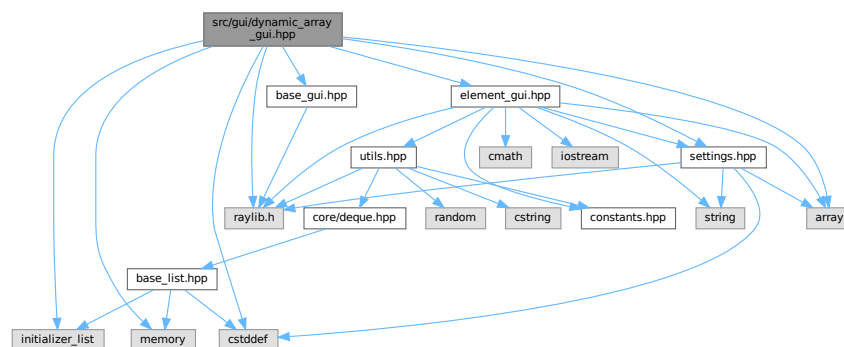 src/gui/dynamic_array
_gui.hpp
base_gui.hpp
element_gui.hpp
utils.hpp
cmath
iostream
settings.hpp
raylib.h
core/deque.hpp
random
cstring
constants.hpp
string
array
base_list.hpp
initializer_list
memory
cstddef